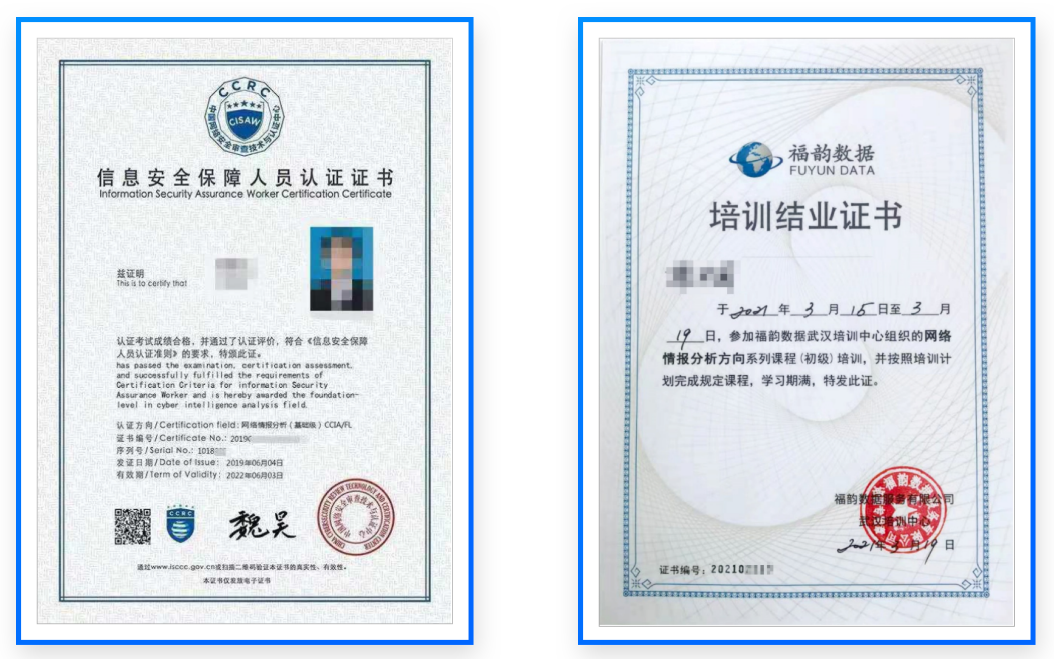 CCRC
中国网络安全审查技术与认证中心
CISAW
信息安全保障人员认证证书
Information Security Assurance Worker Certification Certificate
兹证明
This is to certify that
认证考试成绩合格，并通过了认证评价，符合《信息安全保障
人员认证准则》的要求，特颁此证。
has passed the examination, certification assessment,
and successfully fulfilled the requirements of
Certification Criteria for information Security
Assurance Worker and is hereby awarded the foundation-
level in cyber intelligence analysis field.
认证方向/Certification field: 网络情报分析（基础级）CCIA/FL
证书编号/Certificate No.: 2019
序列号/Serial No.: 1018
发证日期/Date of Issue: 2019年06月04日
有效期/Term of Validity: 2022年06月03日
CCRC
魏昊
CHINA CYBERSECURITY REVIEW TECHNOLOGY AND CERTIFICATION CENTER
中国网络安全审查技术与认证中心
通过www.isccc.gov.cn或扫描二维码验证本证书的真实性、有效性。
本证书仅发放电子证书
福韵数据
FUYUN DATA
培训结业证书
于 2021 年 3 月 15 日至 3 月
19 日，参加福韵数据武汉培训中心组织的网络
情报分析方向系列课程(初级)培训，并按照培训计
划完成规定课程，学习期满，特发此证。
福韵数据服务有限公司
武汉培训中心
2021年3月19日
证书编号：20210